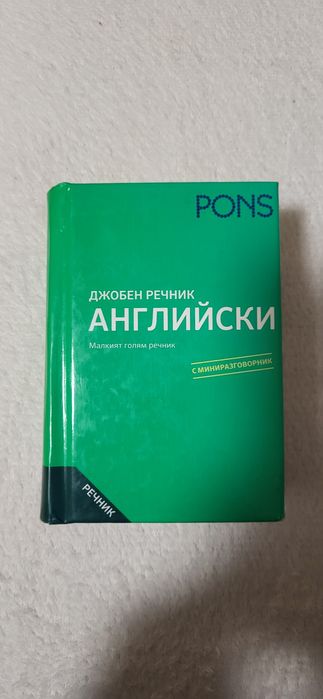 PONS
ДЖОБЕН РЕЧНИК
АНГЛИЙСКИ
Малкият голям речник
С МИНИРАЗГОВОРНИК
РЕЧНИК